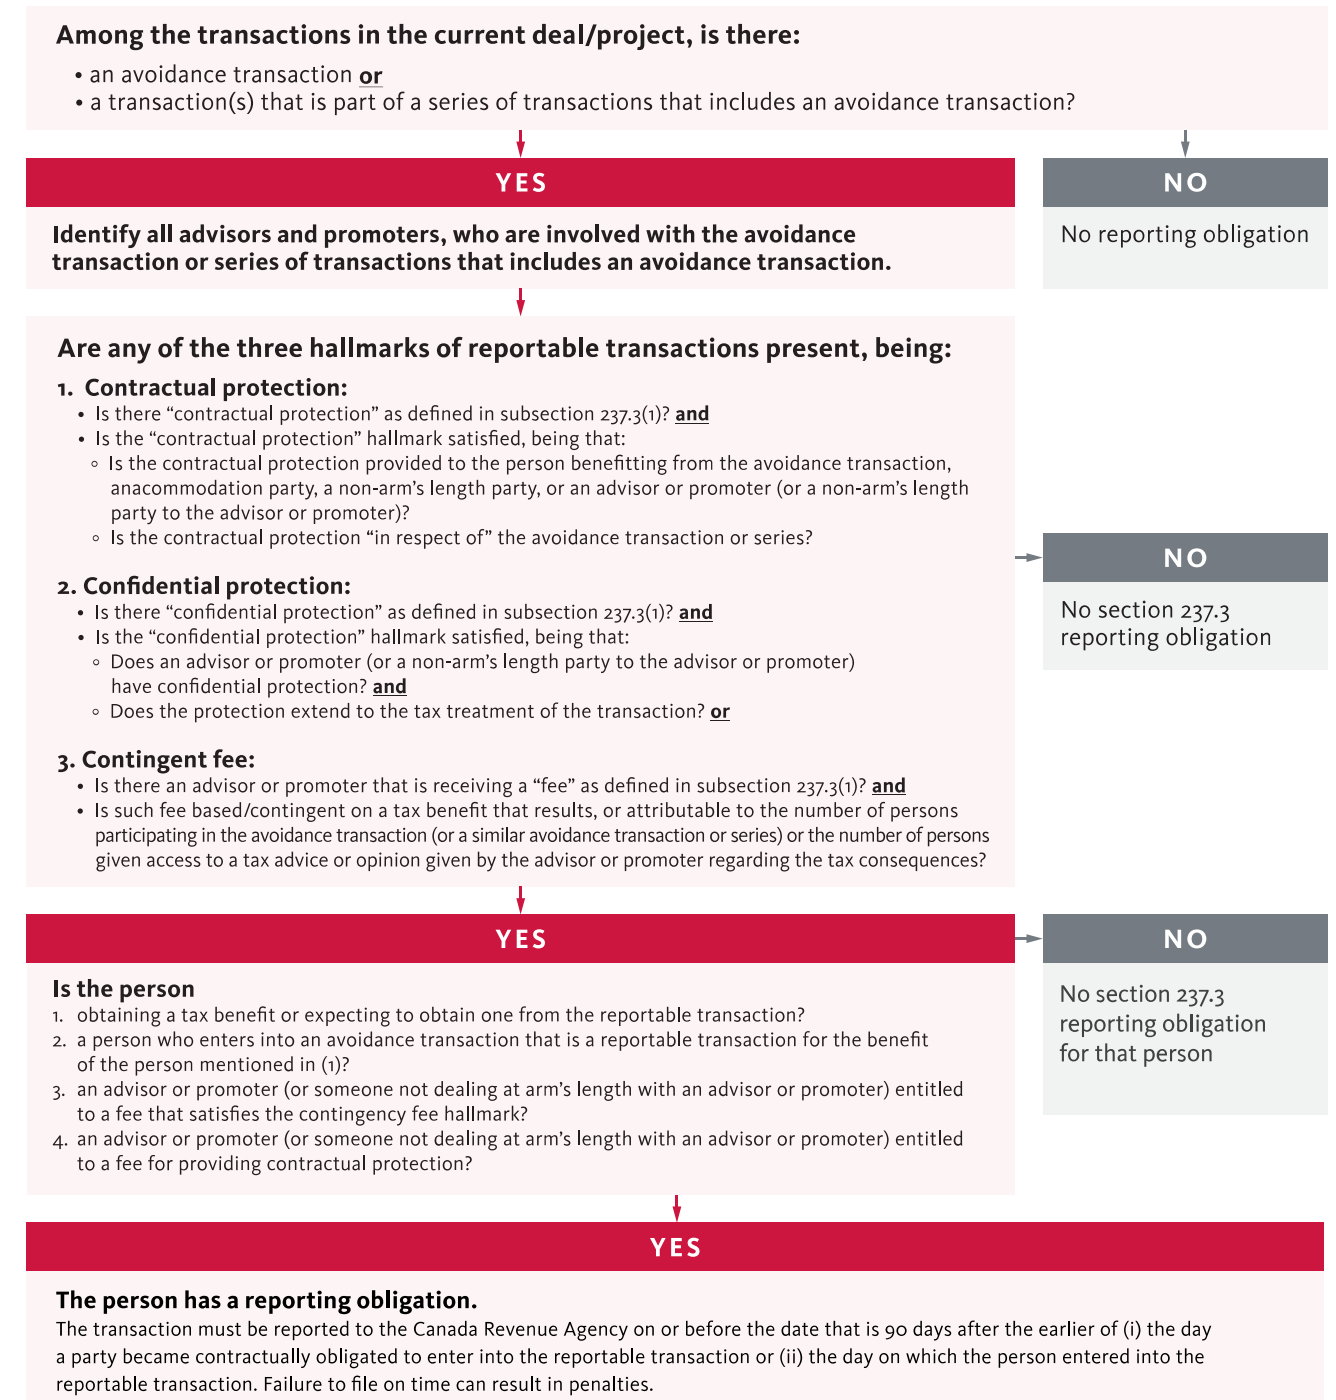 Among the transactions in the current deal/project, is there:
• an avoidance transaction or
• a transaction(s) that is part of a series of transactions that includes an avoidance transaction?
YES
Identify all advisors and promoters, who are involved with the avoidance
transaction or series of transactions that includes an avoidance transaction.
NO
No reporting obligation
Are any of the three hallmarks of reportable transactions present, being:
1. Contractual protection:
• Is there “contractual protection” as defined in subsection 237.3(1)? and
• Is the “contractual protection” hallmark satisfied, being that:
◦ Is the contractual protection provided to the person benefitting from the avoidance transaction,
anacommodation party, a non-arm’s length party, or an advisor or promoter (or a non-arm’s length
party to the advisor or promoter)?
◦ Is the contractual protection “in respect of” the avoidance transaction or series?
2. Confidential protection:
• Is there “confidential protection” as defined in subsection 237.3(1)? and
• Is the “confidential protection” hallmark satisfied, being that:
◦ Does an advisor or promoter (or a non-arm’s length party to the advisor or promoter)
have confidential protection? and
◦ Does the protection extend to the tax treatment of the transaction? or
3. Contingent fee:
• Is there an advisor or promoter that is receiving a “fee” as defined in subsection 237.3(1)? and
• Is such fee based/contingent on a tax benefit that results, or attributable to the number of persons
participating in the avoidance transaction (or a similar avoidance transaction or series) or the number of persons
given access to a tax advice or opinion given by the advisor or promoter regarding the tax consequences?
NO
No section 237.3
reporting obligation
YES
Is the person
1. obtaining a tax benefit or expecting to obtain one from the reportable transaction?
2. a person who enters into an avoidance transaction that is a reportable transaction for the benefit
of the person mentioned in (1)?
3. an advisor or promoter (or someone not dealing at arm’s length with an advisor or promoter) entitled
to a fee that satisfies the contingency fee hallmark?
4. an advisor or promoter (or someone not dealing at arm’s length with an advisor or promoter) entitled
to a fee for providing contractual protection?
NO
No section 237.3
reporting obligation
for that person
YES
The person has a reporting obligation.
The transaction must be reported to the Canada Revenue Agency on or before the date that is 90 days after the earlier of (i) the day
a party became contractually obligated to enter into the reportable transaction or (ii) the day on which the person entered into the
reportable transaction. Failure to file on time can result in penalties.